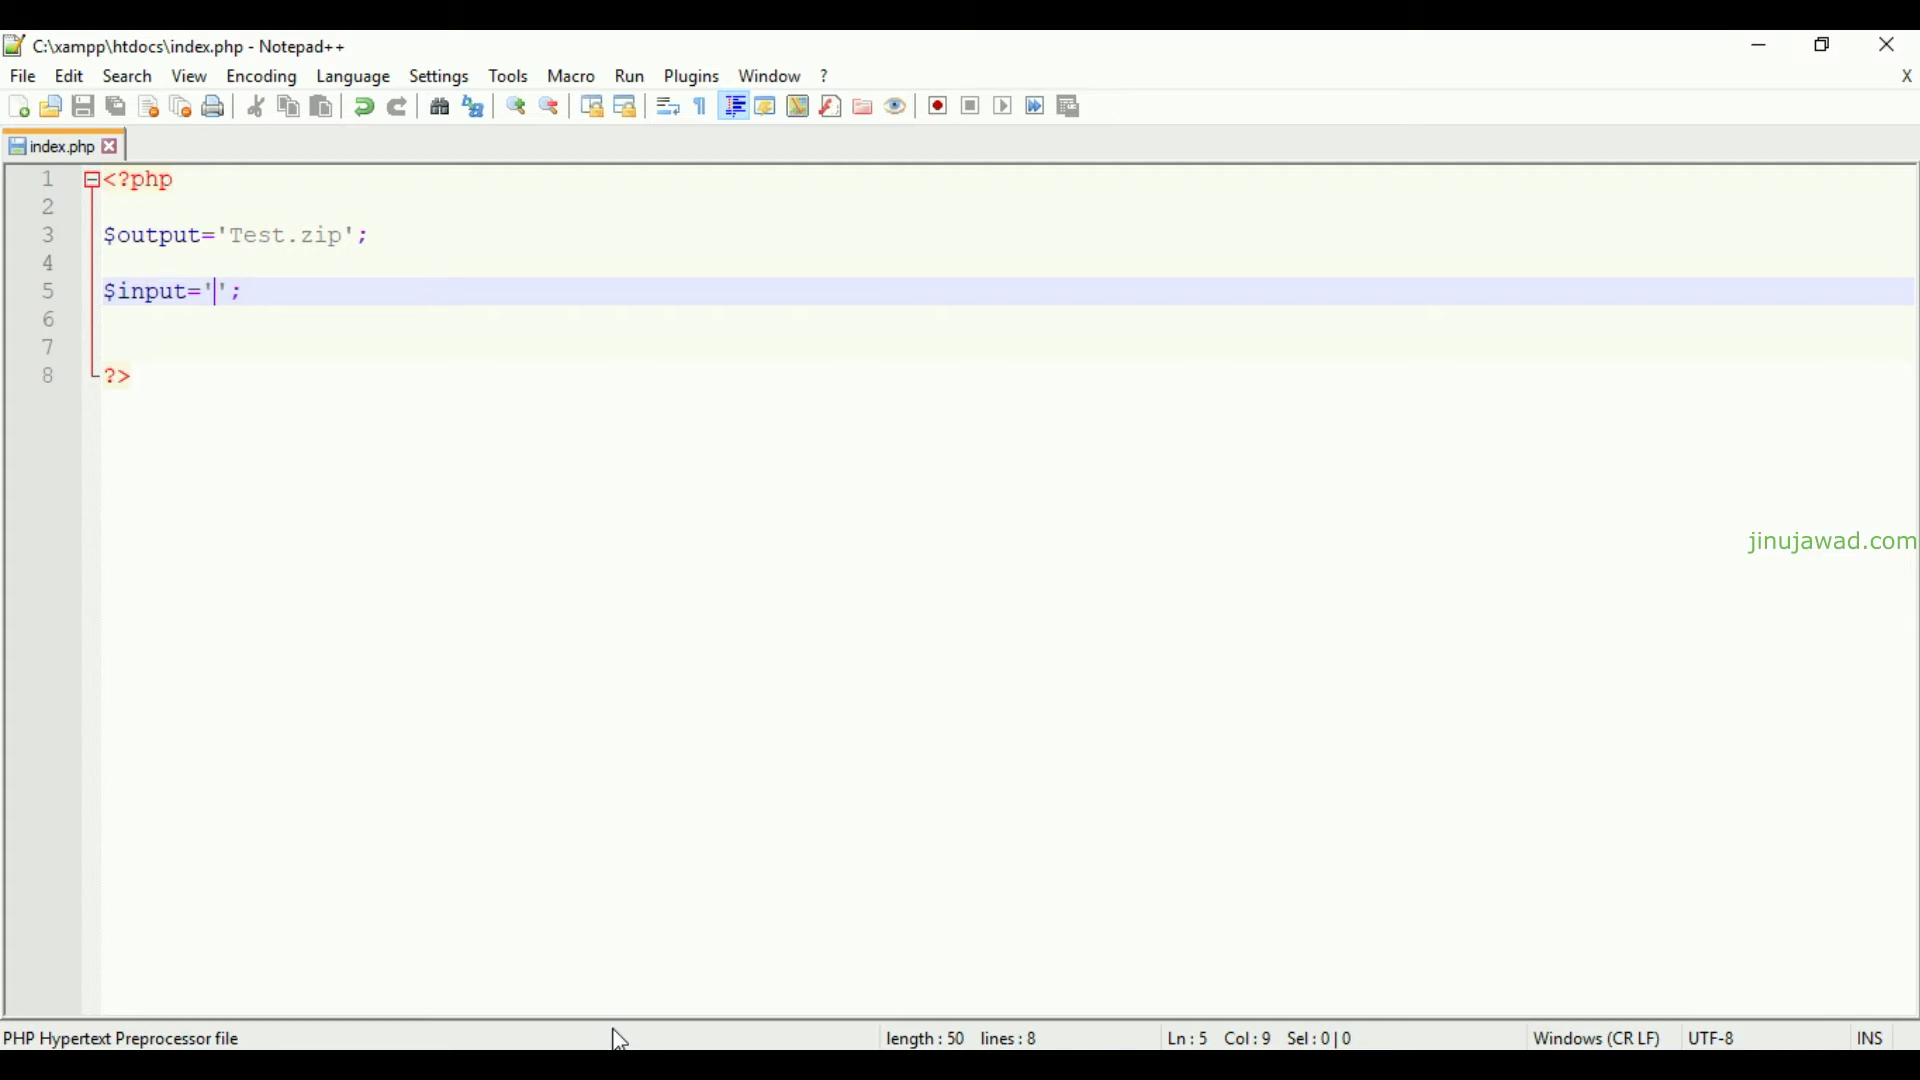 C:\xampp\htdocs\index.php - Notepad++
File Edit Search View Encoding Language Settings Tools Macro Run Plugins Window ? X
index.php
1 <?php
2
3 $output='Test.zip';
4
5 $input='';
6
7
8 ?>
jinujawad.com
PHP Hypertext Preprocessor file length : 50 lines : 8 Ln : 5 Col : 9 Sel : 0 | 0 Windows (CR LF) UTF-8 INS